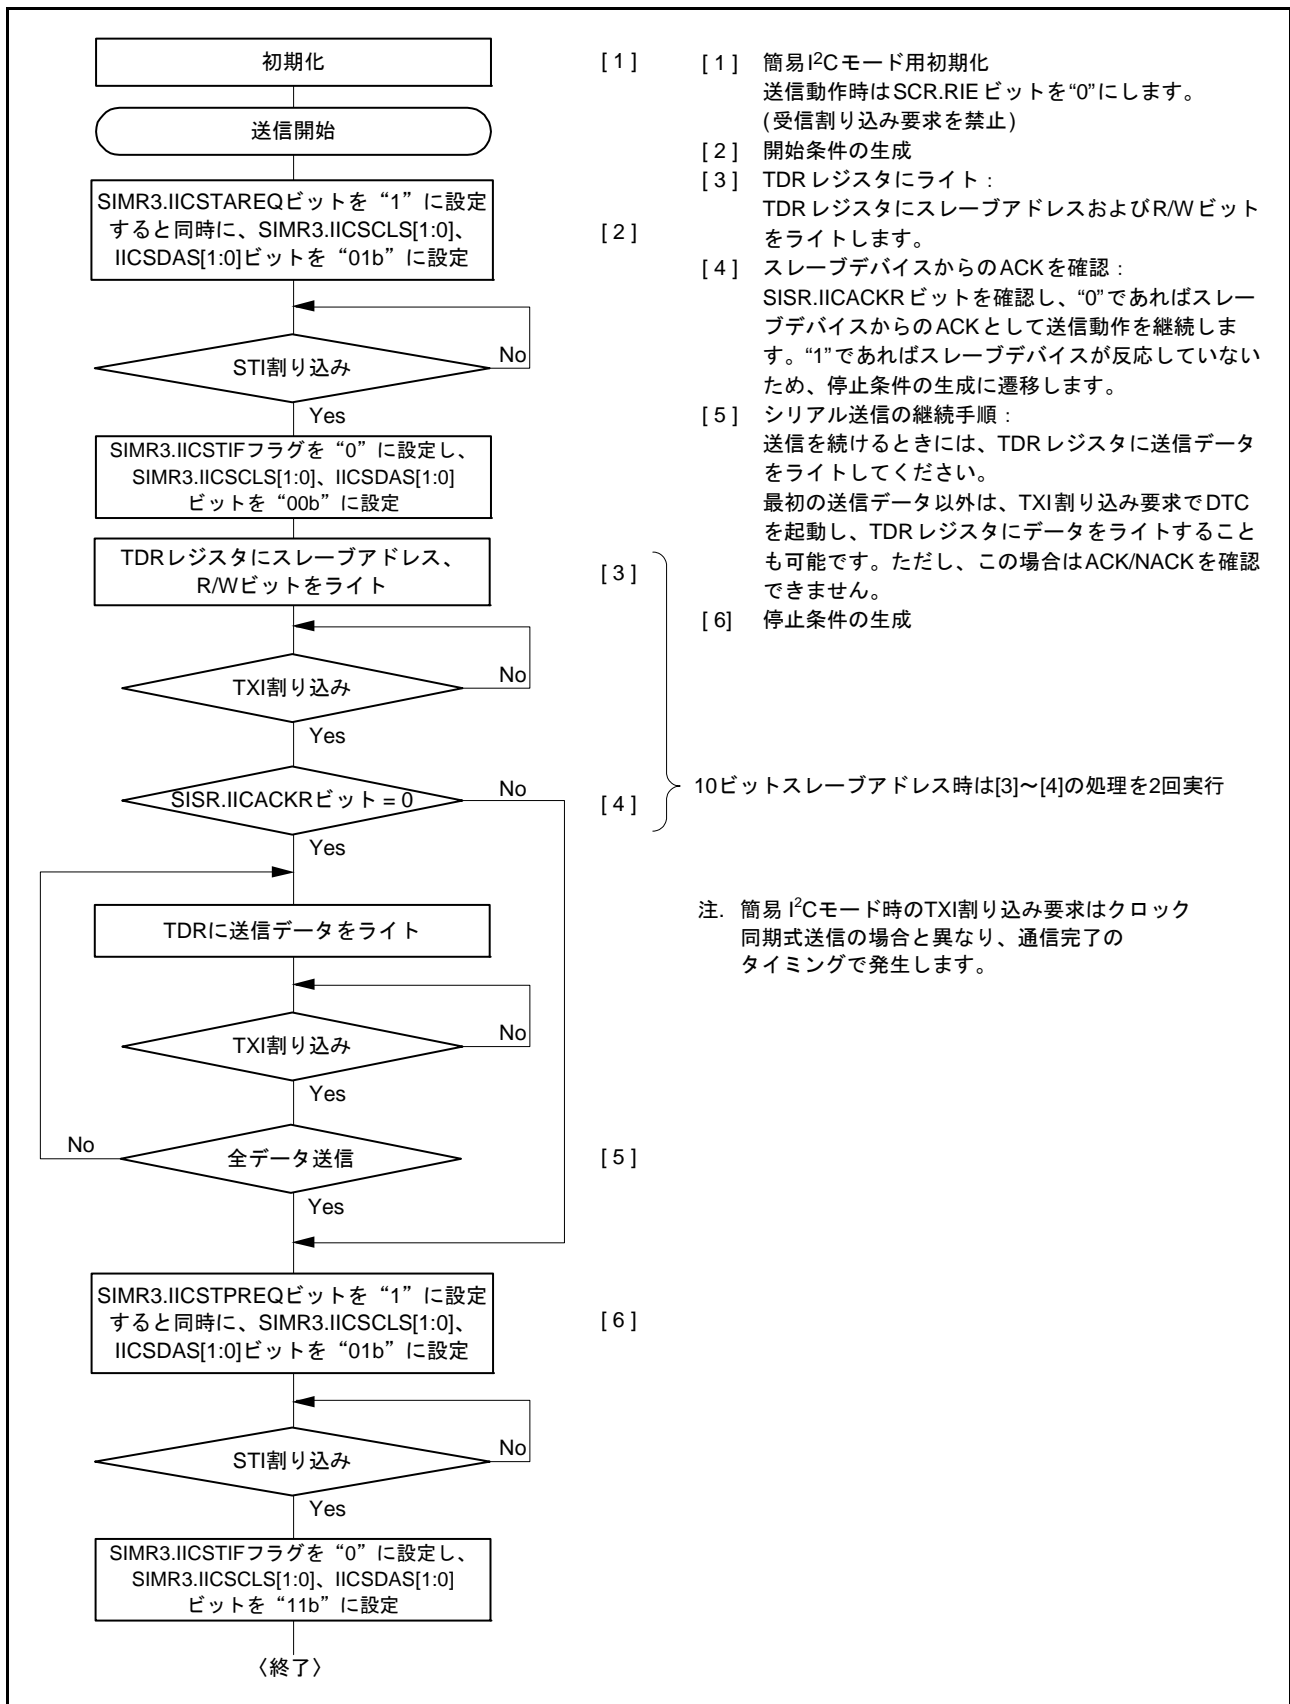 初期化
[ 1 ]
送信開始
SIMR3.IICSTAREQビットを“1”に設定
すると同時に、SIMR3.IICSCLS[1:0]、
IICSDAS[1:0]ビットを“01b”に設定
[ 2 ]
STI割り込み
No
Yes
SIMR3.IICSTIFフラグを“0”に設定し、
SIMR3.IICSCLS[1:0]、IICSDAS[1:0]
ビットを“00b”に設定
TDRレジスタにスレーブアドレス、
R/Wビットをライト
[ 3 ]
TXI割り込み
No
Yes
SISR.IICACKRビット = 0
No
[ 4 ]
Yes
10ビットスレーブアドレス時は[3]～[4]の処理を2回実行
TDRに送信データをライト
TXI割り込み
No
Yes
全データ送信
No
[ 5 ]
Yes
SIMR3.IICSTPREQビットを“1”に設定
すると同時に、SIMR3.IICSCLS[1:0]、
IICSDAS[1:0]ビットを“01b”に設定
[ 6 ]
STI割り込み
No
Yes
SIMR3.IICSTIFフラグを“0”に設定し、
SIMR3.IICSCLS[1:0]、IICSDAS[1:0]
ビットを“11b”に設定
〈終了〉
[ 1 ] 簡易I2Cモード用初期化
送信動作時はSCR.RIEビットを“0”にします。
(受信割り込み要求を禁止)
[ 2 ] 開始条件の生成
[ 3 ] TDRレジスタにライト：
TDRレジスタにスレーブアドレスおよびR/Wビット
をライトします。
[ 4 ] スレーブデバイスからのACKを確認：
SISR.IICACKRビットを確認し、“0”であればスレー
ブデバイスからのACKとして送信動作を継続しま
す。“1”であればスレーブデバイスが反応していない
ため、停止条件の生成に遷移します。
[ 5 ] シリアル送信の継続手順：
送信を続けるときには、TDRレジスタに送信データ
をライトしてください。
最初の送信データ以外は、TXI割り込み要求でDTC
を起動し、TDRレジスタにデータをライトすること
も可能です。ただし、この場合はACK/NACKを確認
できません。
[ 6] 停止条件の生成
注. 簡易 I2Cモード時のTXI割り込み要求はクロック
同期式送信の場合と異なり、通信完了の
タイミングで発生します。